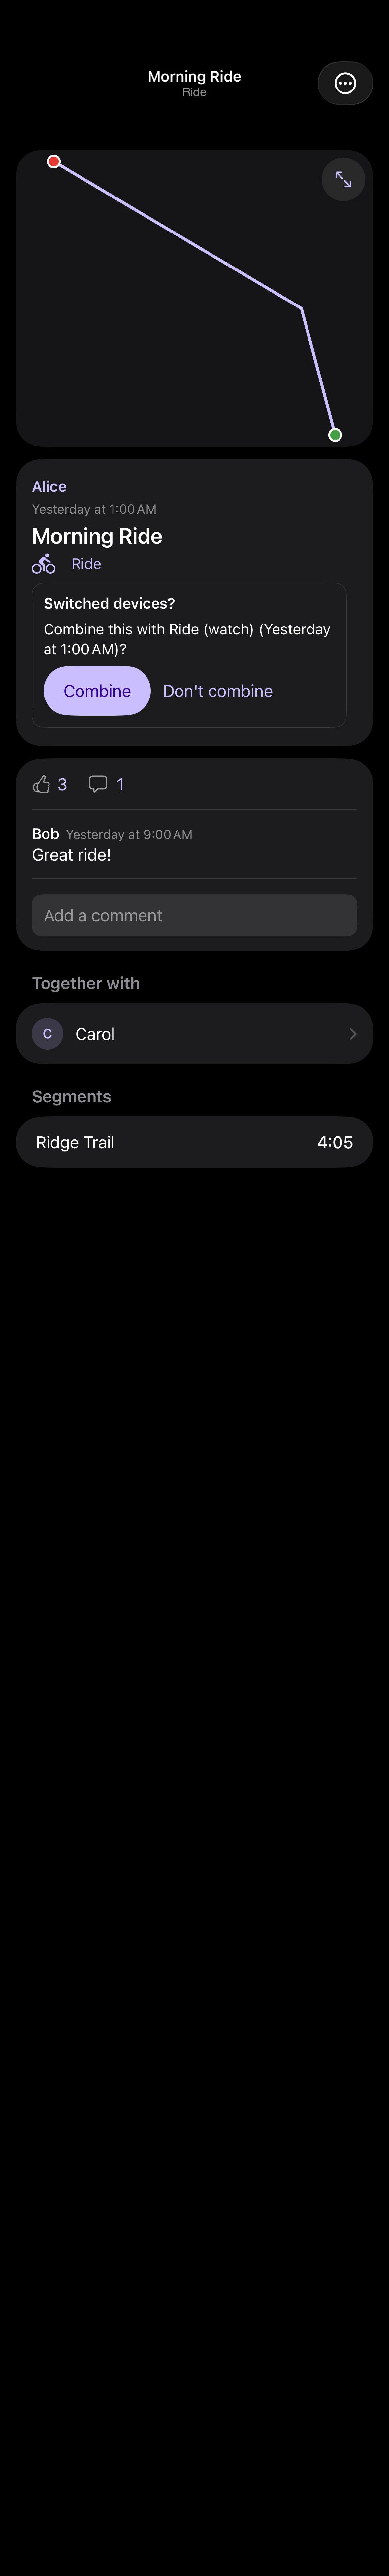 Morning Ride
Ride
Alice
Yesterday at 1:00 AM
Morning Ride
Ride
Switched devices?
Combine this with Ride (watch) (Yesterday
at 1:00 AM)?
Combine
Don't combine
3
1
Bob Yesterday at 9:00 AM
Great ride!
Add a comment
Together with
C
Carol
Segments
Ridge Trail
4:05